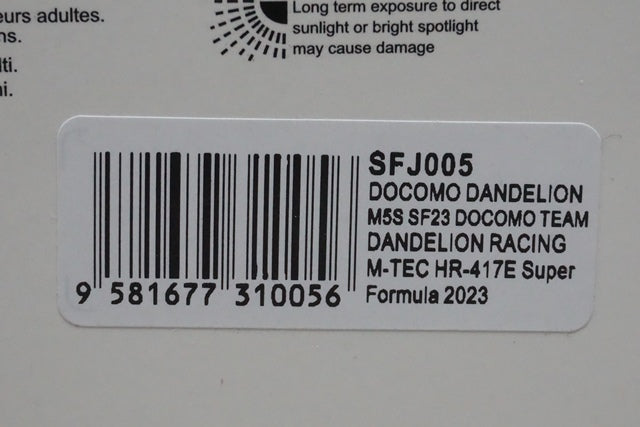 eurs adultes.
ns.
lti.
ni.
Long term exposure to direct
sunlight or bright spotlight
may cause damage
SFJ005
DOCOMO DANDELION
M5S SF23 DOCOMO TEAM
DANDELION RACING
M-TEC HR-417E Super
Formula 2023
9 581677 310056